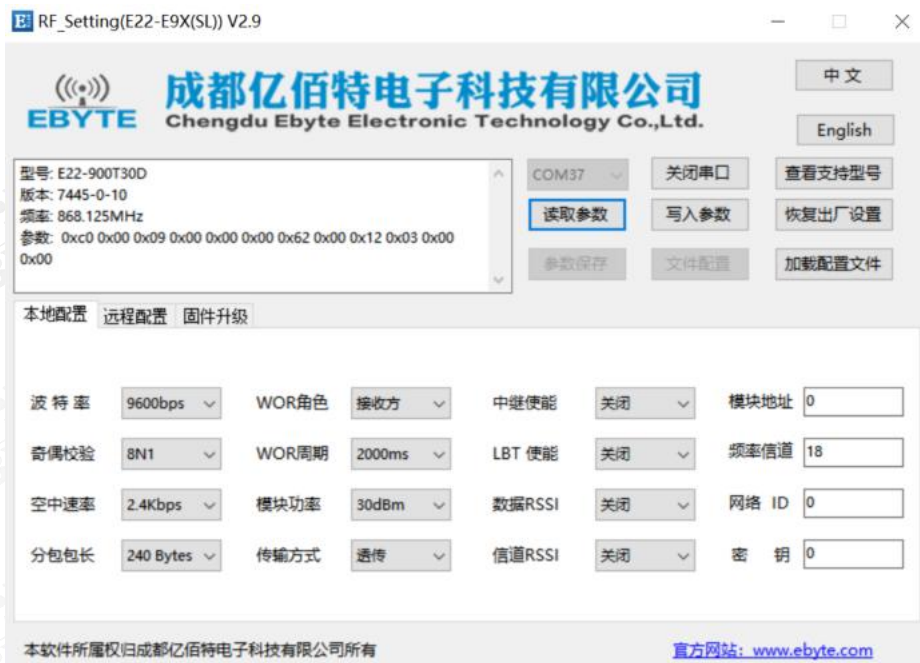 RF_Setting(E22-E9X(SL)) V2.9
EBYTE
成都亿佰特电子科技有限公司
Chengdu Ebyte Electronic Technology Co.,Ltd.
中文
English
型号: E22-900T30D
版本: 7445-0-10
频率: 868.125MHz
参数: 0xc0 0x00 0x09 0x00 0x00 0x00 0x62 0x00 0x12 0x03 0x00
0x00
COM37 关闭串口 查看支持型号
读取参数 写入参数 恢复出厂设置
参数保存 文件配置 加载配置文件
本地配置 远程配置 固件升级
波特率 9600bps WOR角色 接收方 中继使能 关闭 模块地址 0
奇偶校验 8N1 WOR周期 2000ms LBT 使能 关闭 频率信道 18
空中速率 2.4Kbps 模块功率 30dBm 数据RSSI 关闭 网络 ID 0
分包包长 240 Bytes 传输方式 透传 信道RSSI 关闭 密 钥 0
本软件所属权归成都亿佰特电子科技有限公司所有 官方网站：www.ebyte.com